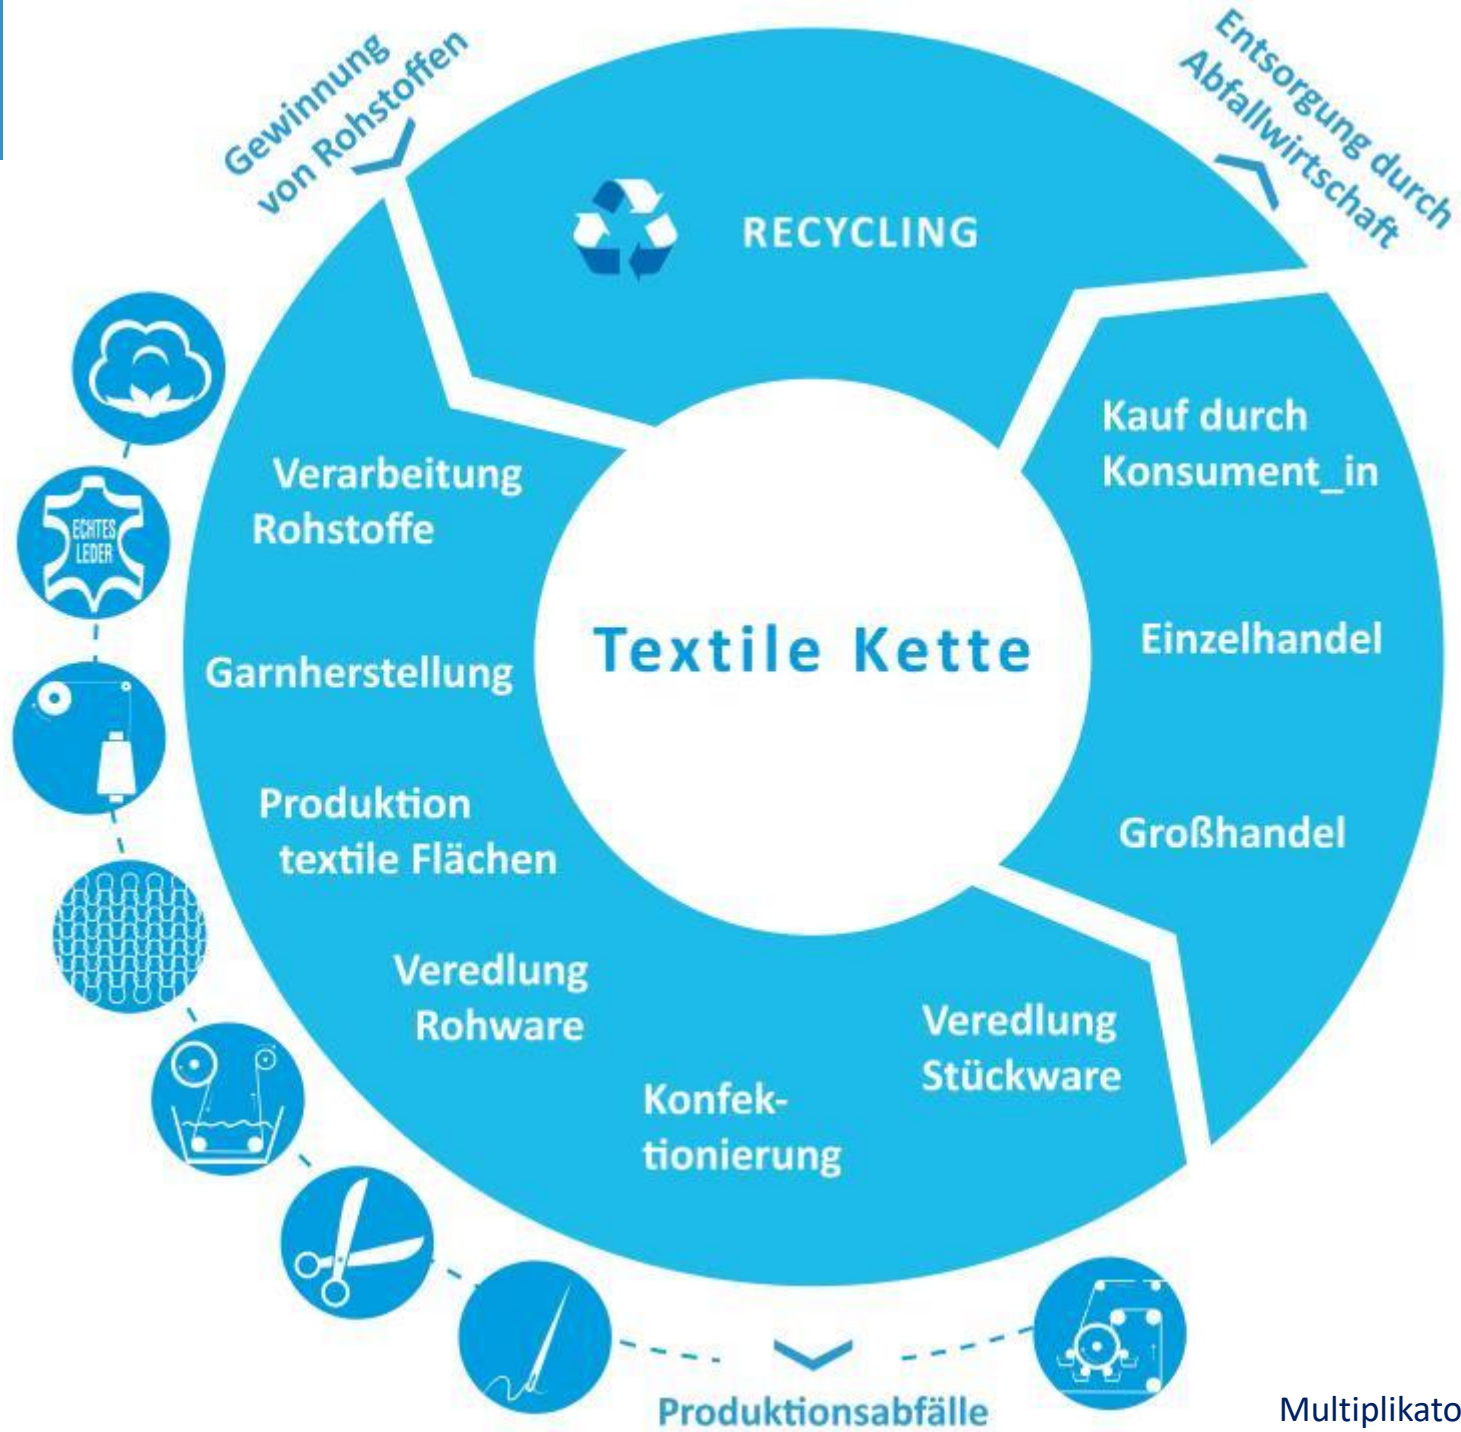 Gewinnung
von Rohstoffen
Entsorgung durch
Abfallwirtschaft
RECYCLING
Kauf durch
Konsument_in
Einzelhandel
Großhandel
Verarbeitung
Rohstoffe
ECHTES
LEDER
Garnherstellung
Textile Kette
Produktion
textile Flächen
Veredlung
Rohware
Konfek-
tionierung
Veredlung
Stückware
Produktionsabfälle
Multiplikato